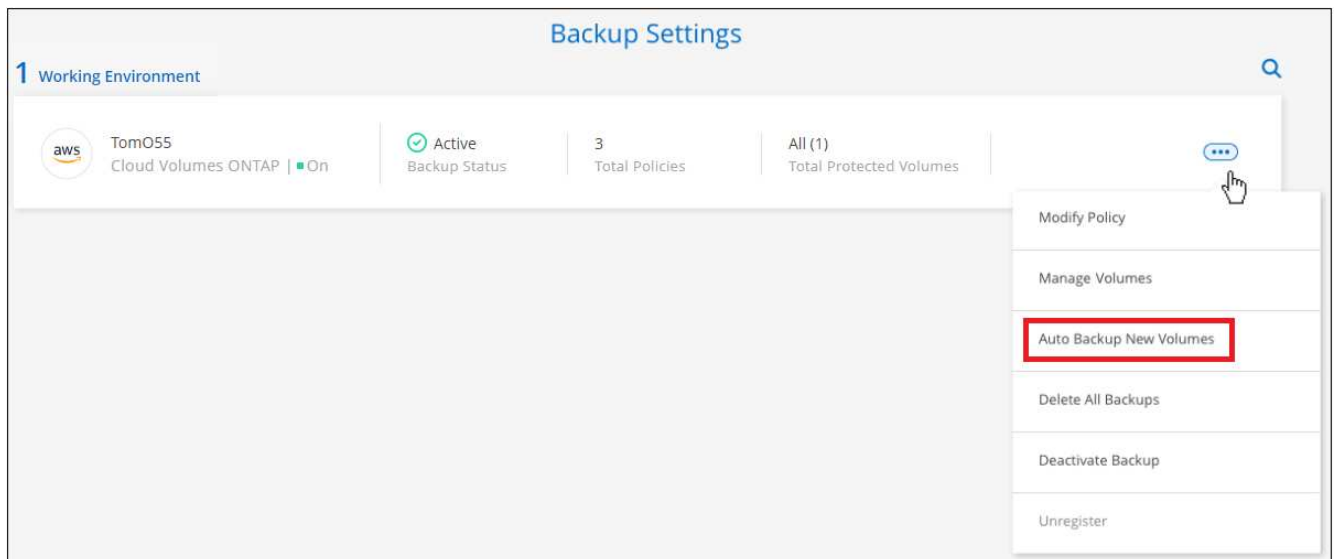 Backup Settings
1 Working Environment
aws
TomO55
Cloud Volumes ONTAP | On
Active
Backup Status
3
Total Policies
All (1)
Total Protected Volumes
Modify Policy
Manage Volumes
Auto Backup New Volumes
Delete All Backups
Deactivate Backup
Unregister